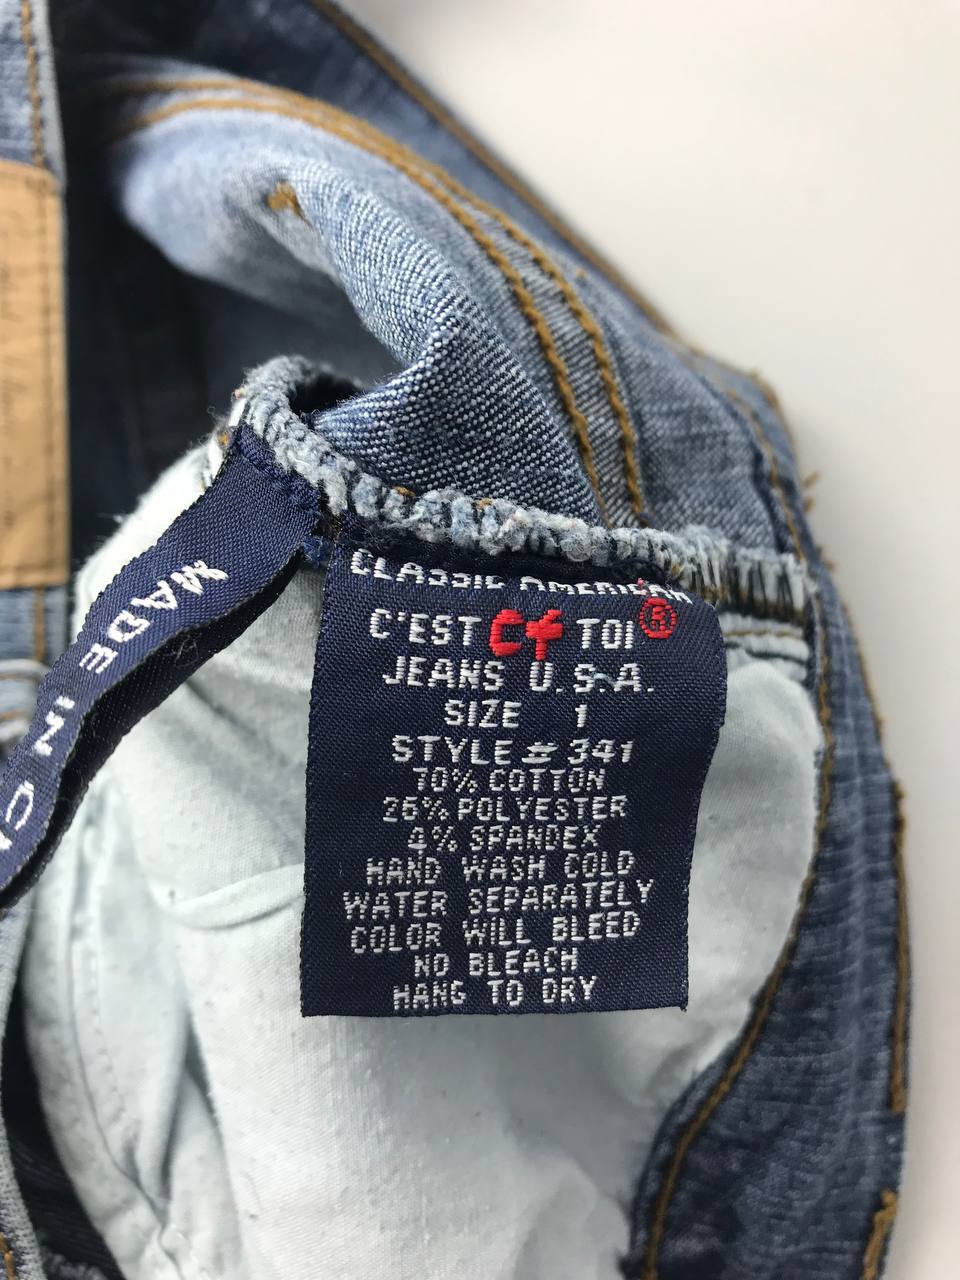 MADE IN
CLASSIC AMERICAN
C'EST Cf TOI ®
JEANS U.S.A.
SIZE 1
STYLE # 341
70% COTTON
26% POLYESTER
4% SPANDEX
HAND WASH COLD
WATER SEPARATELY
COLOR WILL BLEED
NO BLEACH
HANG TO DRY